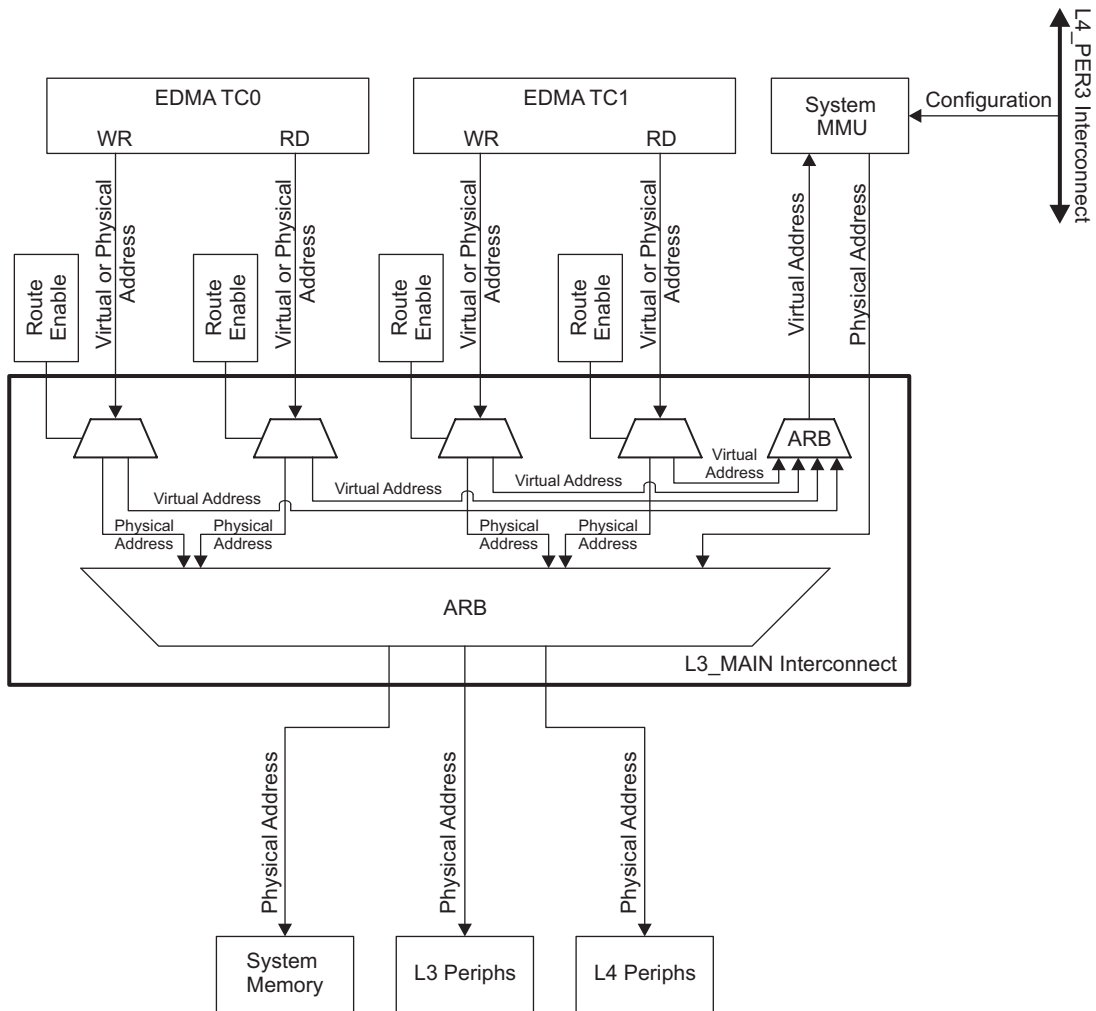 L4_PER3 Interconnect
EDMA TC0
WR
RD
EDMA TC1
WR
RD
System
MMU
Configuration
Virtual or Physical
Address
Virtual or Physical
Address
Virtual or Physical
Address
Virtual or Physical
Address
Virtual Address
Physical Address
Route
Enable
Route
Enable
Route
Enable
Route
Enable
ARB
Virtual
Address
Virtual Address
Virtual Address
Virtual Address
Physical
Address
Physical
Address
Physical
Address
Physical
Address
ARB
L3_MAIN Interconnect
Physical Address
Physical Address
Physical Address
System
Memory
L3 Periphs
L4 Periphs